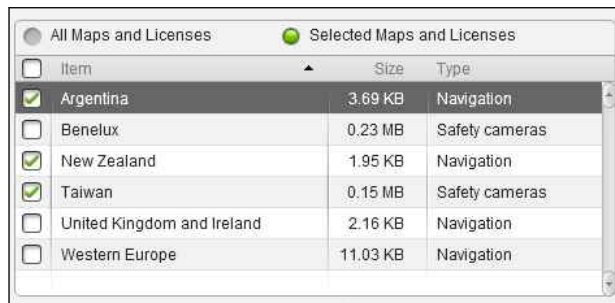 All Maps and Licenses Selected Maps and Licenses
Item Size Type
Argentina 3.69 KB Navigation
Benelux 0.23 MB Safety cameras
New Zealand 1.95 KB Navigation
Taiwan 0.15 MB Safety cameras
United Kingdom and Ireland 2.16 KB Navigation
Western Europe 11.03 KB Navigation